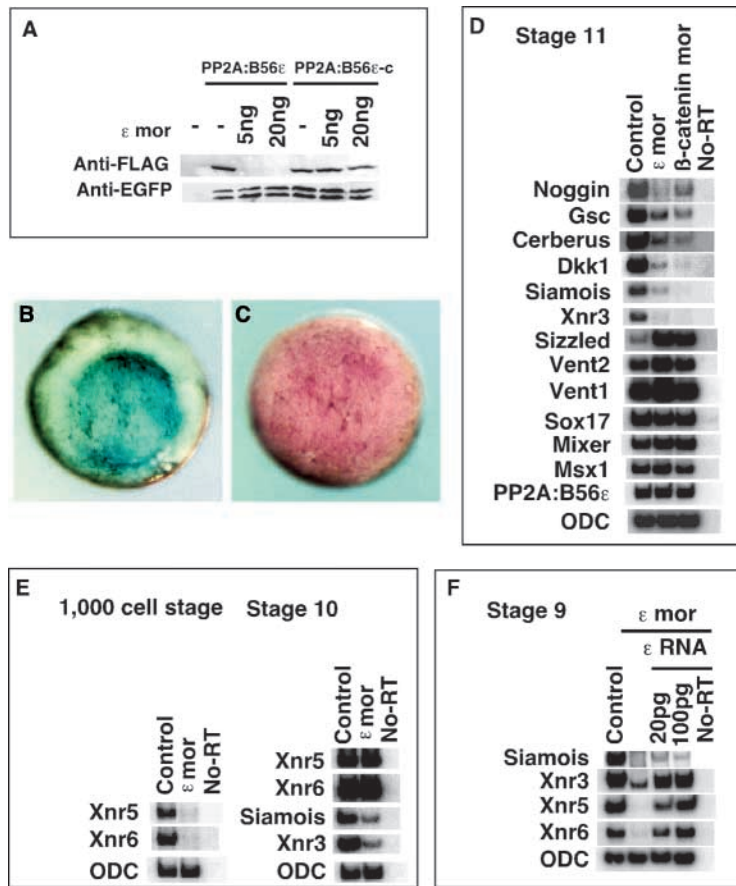 A
PP2A:B56ε PP2A:B56ε-c
ε mor - - 5ng 20ng - 5ng 20ng
Anti-FLAG
Anti-EGFP
B
C
D Stage 11
Control ε mor ß-catenin mor No-RT
Noggin
Gsc
Cerberus
Dkk1
Siamois
Xnr3
Sizzled
Vent2
Vent1
Sox17
Mixer
Msx1
PP2A:B56ε
ODC
E
1,000 cell stage Stage 10
Control ε mor No-RT
Xnr5
Xnr6
ODC
Control ε mor No-RT
Xnr5
Xnr6
Siamois
Xnr3
ODC
F
Stage 9
ε mor
ε RNA
Control 20pg 100pg No-RT
Siamois
Xnr3
Xnr5
Xnr6
ODC